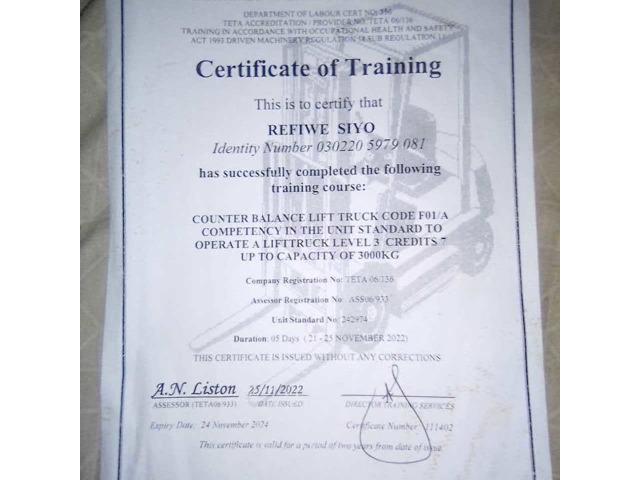 DEPARTMENT OF LABOUR CERT NO: 356
TETA ACCREDITATION / PROVIDER NO: TETA 06/136
TRAINING IN ACCORDANCE WITH OCCUPATIONAL HEALTH AND SAFETY
ACT 1993 DRIVEN MACHINERY REGULATION 18 SUB REGULATION 11
Certificate of Training
This is to certify that
REFIWE SIYO
Identity Number 030220 5979 081
has successfully completed the following
training course:
COUNTER BALANCE LIFT TRUCK CODE F01/A
COMPETENCY IN THE UNIT STANDARD TO
OPERATE A LIFTTRUCK LEVEL 3 CREDITS 7
UP TO CAPACITY OF 3000KG
Company Registration No: TETA 06/136
Assessor Registration No: ASS06/933
Unit Standard No: 242974
Duration: 05 Days ( 21 - 25 NOVEMBER 2022)
THIS CERTIFICATE IS ISSUED WITHOUT ANY CORRECTIONS
A.N. Liston 25/11/2022
ASSESSOR (TETA06/933) DATE ISSUED DIRECTOR TRAINING SERVICES
Expiry Date: 24 November 2024 Certificate Number 111402
This certificate is valid for a period of two years from date of issue